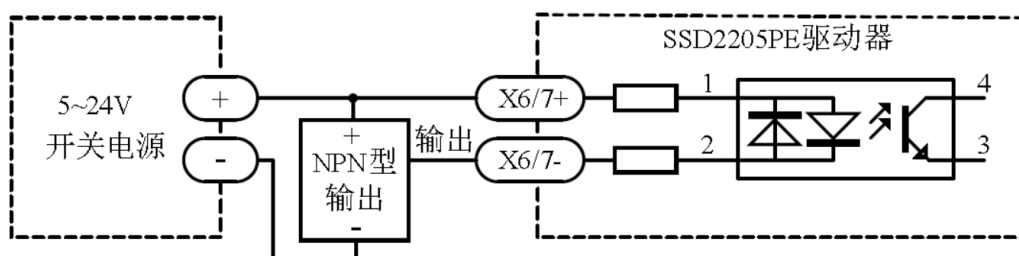 SSD2205PE驱动器
5~24V
开关电源
+
-
+
NPN型
输出
-
输出
X6/7+
X6/7-
1
2
4
3